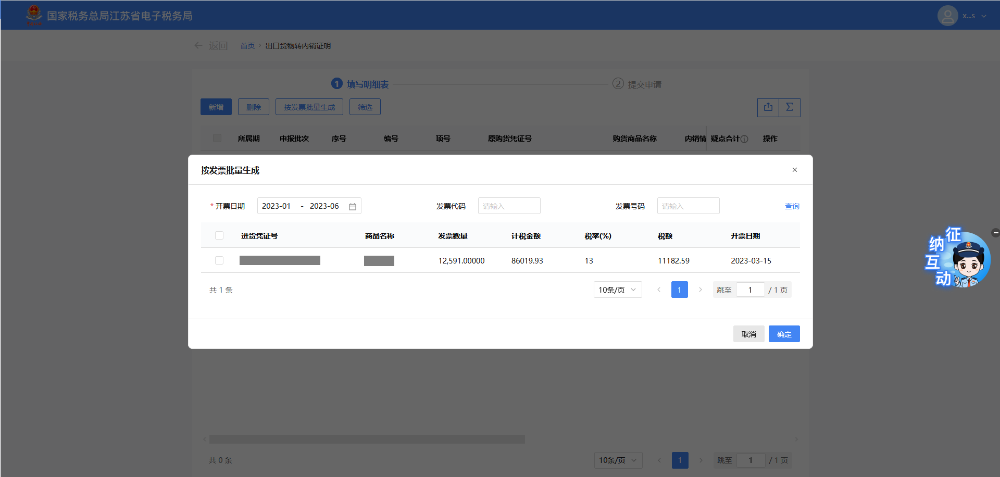 国家税务总局江苏省电子税务局
x...s
返回 首页 > 出口货物转内销证明
1 填写明细表
2 提交申请
新增 删除 按发票批量生成 筛选
所属期 申报批次 序号 编号 项号 原购货凭证号 购货商品名称 内销情 疑点合计 操作
按发票批量生成
* 开票日期 2023-01 - 2023-06 发票代码 请输入 发票号码 请输入 查询
进货凭证号 商品名称 发票数量 计税金额 税率(%) 税额 开票日期
12,591.00000 86019.93 13 11182.59 2023-03-15
共 1 条 10条/页 < 1 > 跳至 1 / 1 页
取消 确定
征纳互动
共 0 条 10条/页 < 1 > 跳至 1 / 1 页